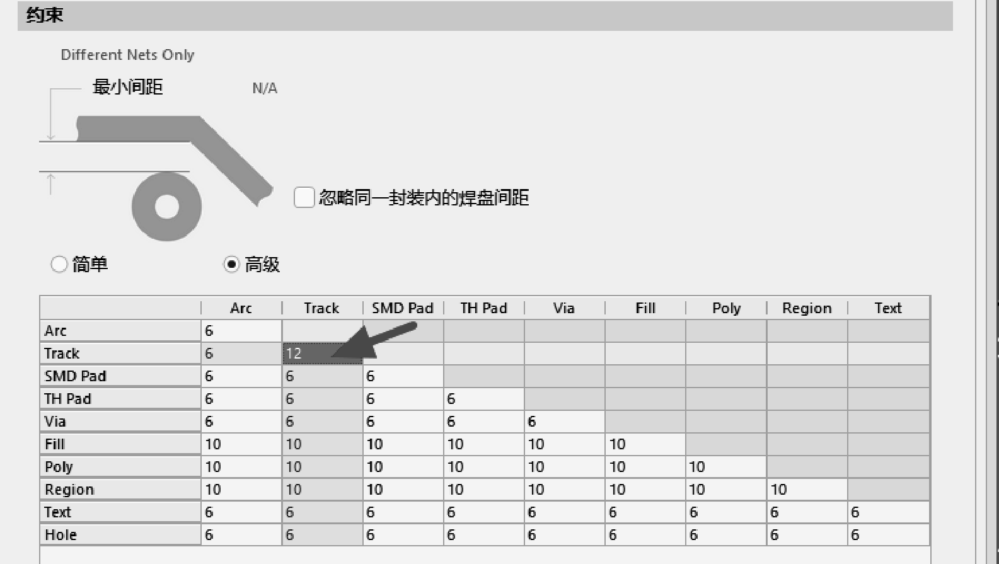 约束
Different Nets Only
最小间距 N/A
忽略同一封装内的焊盘间距
简单 高级
Arc Track SMD Pad TH Pad Via Fill Poly Region Text
Arc 6
Track 6 12
SMD Pad 6 6 6
TH Pad 6 6 6 6
Via 6 6 6 6 6
Fill 10 10 10 10 10 10
Poly 10 10 10 10 10 10 10
Region 10 10 10 10 10 10 10 10
Text 6 6 6 6 6 6 6 6 6
Hole 6 6 6 6 6 6 6 6 6